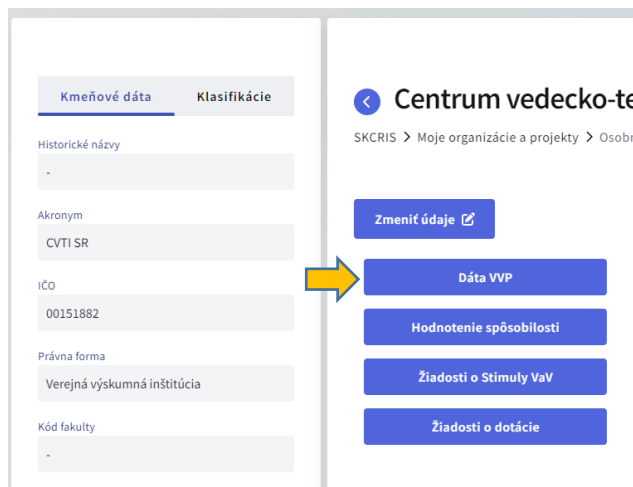 Kmeňové dáta
Klasifikácie
Historické názvy
-
Akronym
CVTI SR
IČO
00151882
Právna forma
Verejná výskumná inštitúcia
Kód fakulty
-
Centrum vedecko-te
SKCRIS > Moje organizácie a projekty > Osobn
Zmeniť údaje
Dáta VVP
Hodnotenie spôsobilosti
Žiadosti o Stimuly VaV
Žiadosti o dotácie